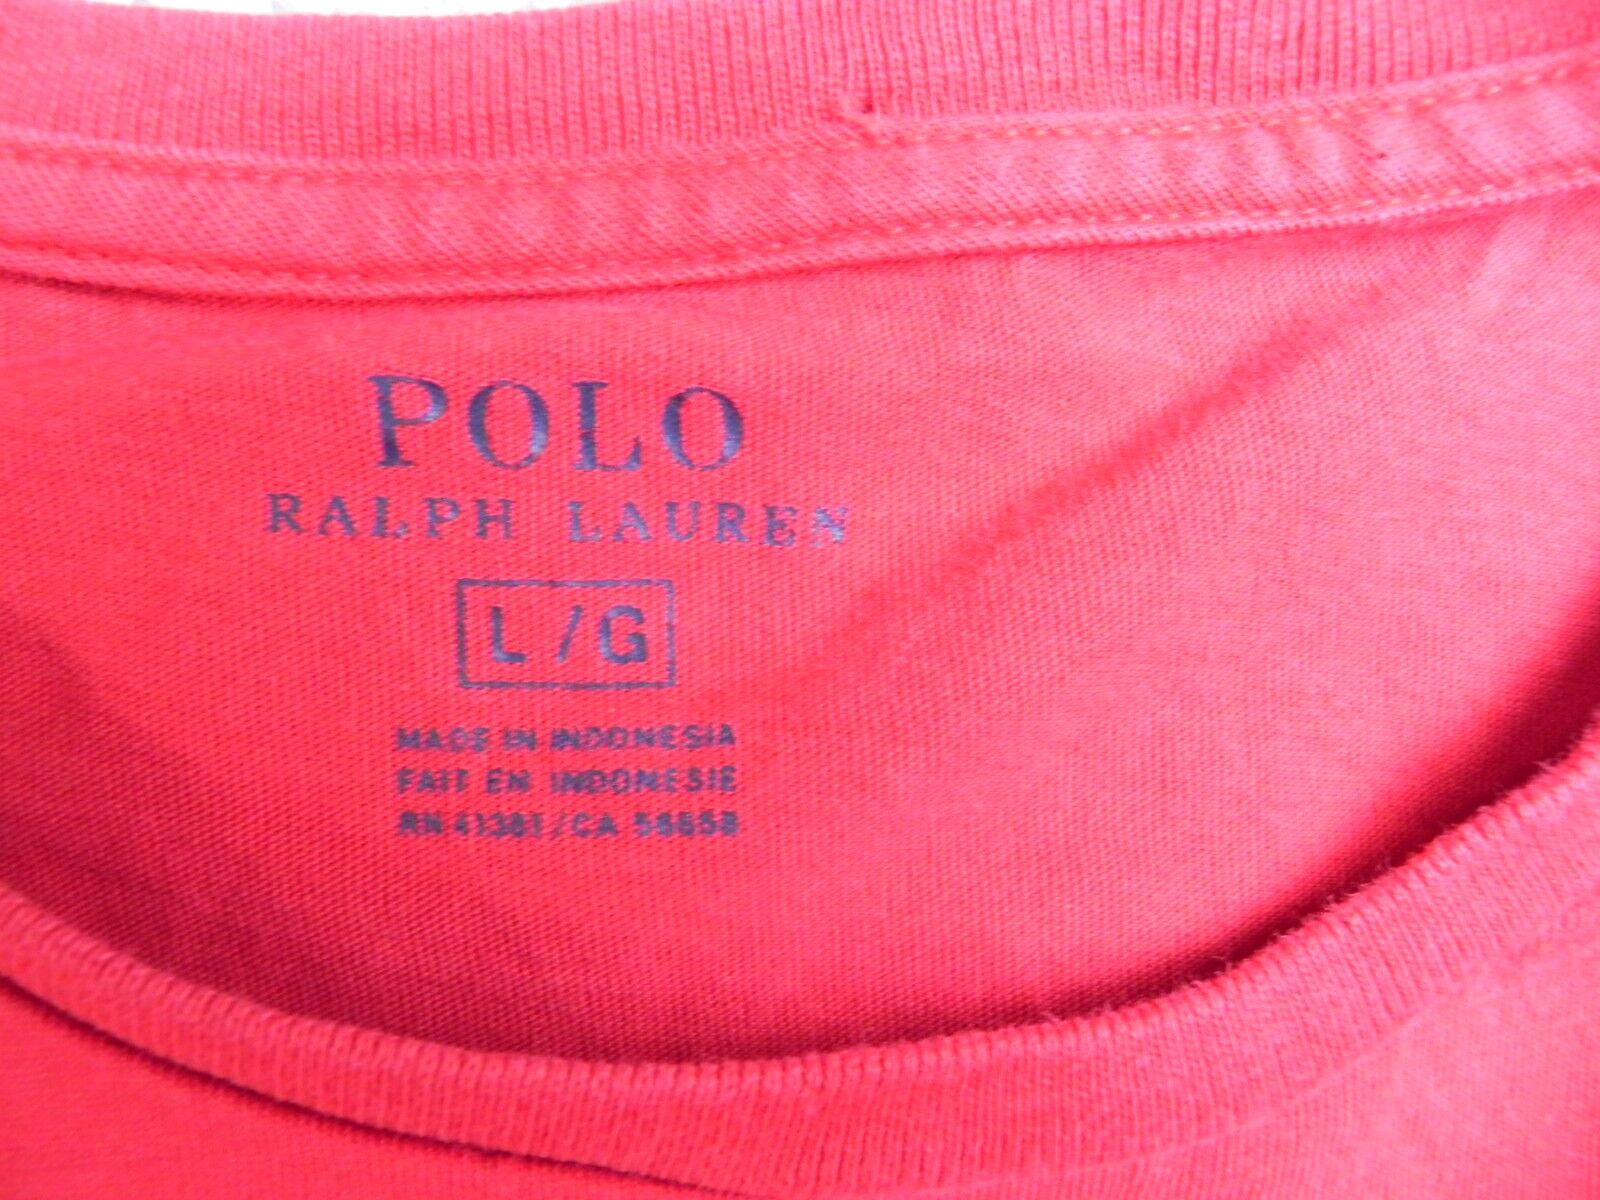 POLO
RALPH LAUREN
L/G
MADE IN INDONESIA
FAIT EN INDONESIE
RN 41381/CA 56658